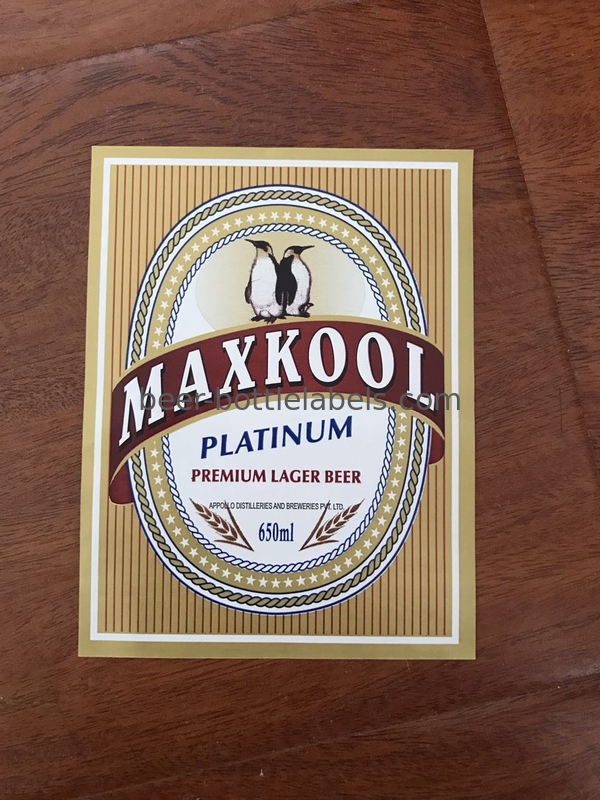 MAXKOOL
beer-bottlelabels.com
PLATINUM
PREMIUM LAGER BEER
APPOLLO DISTILLERIES AND BREWERIES PVT. LTD.
650ml